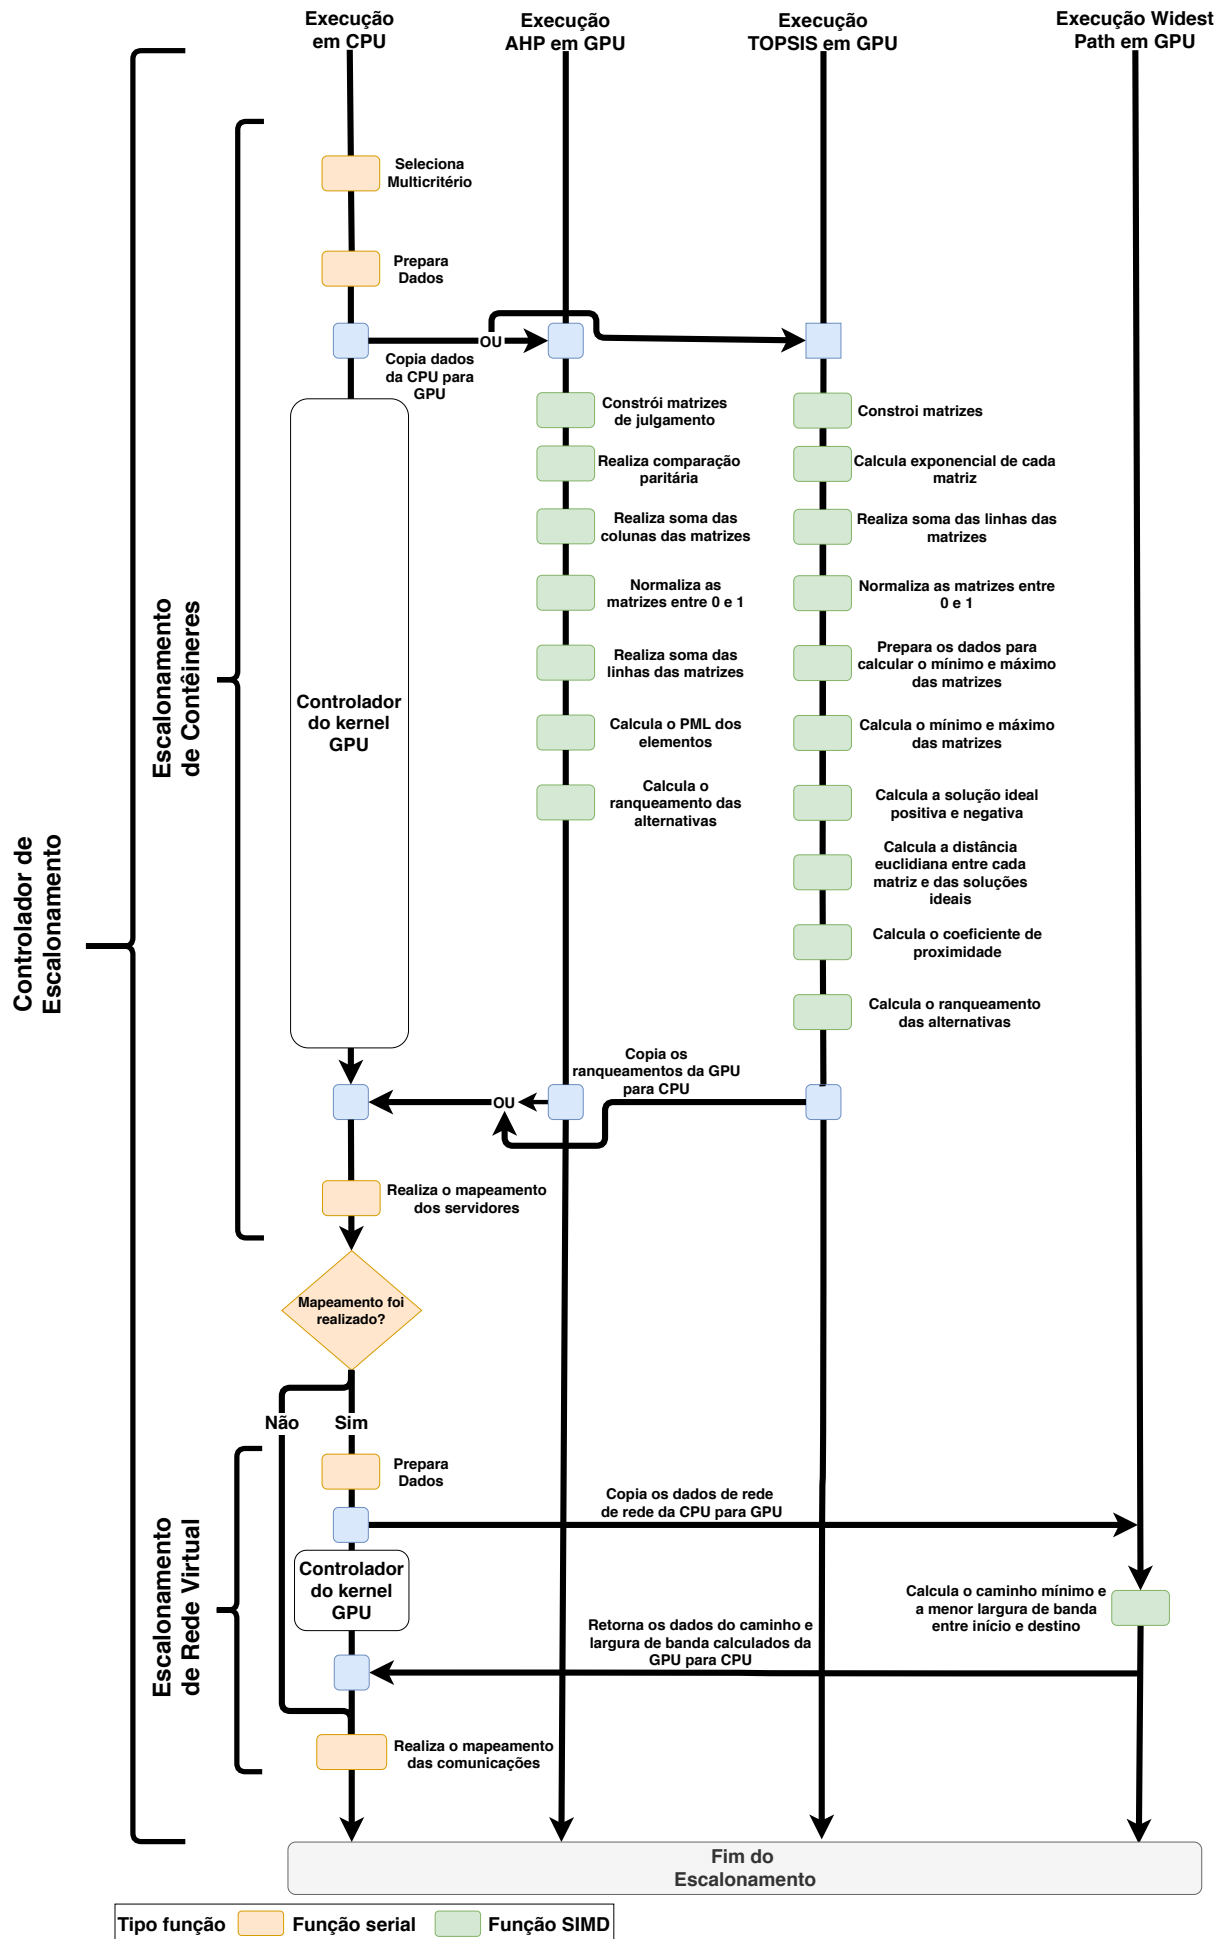 Execução
em CPU
Execução
AHP em GPU
Execução
TOPSIS em GPU
Execução Widest
Path em GPU
Seleciona
Multicritério
Prepara
Dados
OU
Copia dados
da CPU para
GPU
Constrói matrizes
de julgamento
Constroi matrizes
Realiza comparação
paritária
Calcula exponencial de cada
matriz
Realiza soma das
colunas das matrizes
Realiza soma das linhas das
matrizes
Normaliza as
matrizes entre 0 e 1
Normaliza as matrizes entre
0 e 1
Realiza soma das
linhas das matrizes
Prepara os dados para
calcular o mínimo e máximo
das matrizes
Controlador
do kernel
GPU
Calcula o PML dos
elementos
Calcula o mínimo e máximo
das matrizes
Calcula o
ranqueamento das
alternativas
Calcula a solução ideal
positiva e negativa
Calcula a distância
euclidiana entre cada
matriz e das soluções
ideais
Calcula o coeficiente de
proximidade
Calcula o ranqueamento
das alternativas
Escalonamento
de Contêineres
Controlador de
Escalonamento
Copia os
ranqueamentos da GPU
para CPU
OU
Realiza o mapeamento
dos servidores
Mapeamento foi
realizado?
Não
Sim
Prepara
Dados
Copia os dados de rede
de rede da CPU para GPU
Controlador
do kernel
GPU
Calcula o caminho mínimo e
a menor largura de banda
entre início e destino
Retorna os dados do caminho e
largura de banda calculados da
GPU para CPU
Escalonamento
de Rede Virtual
Realiza o mapeamento
das comunicações
Fim do
Escalonamento
Tipo função
Função serial
Função SIMD